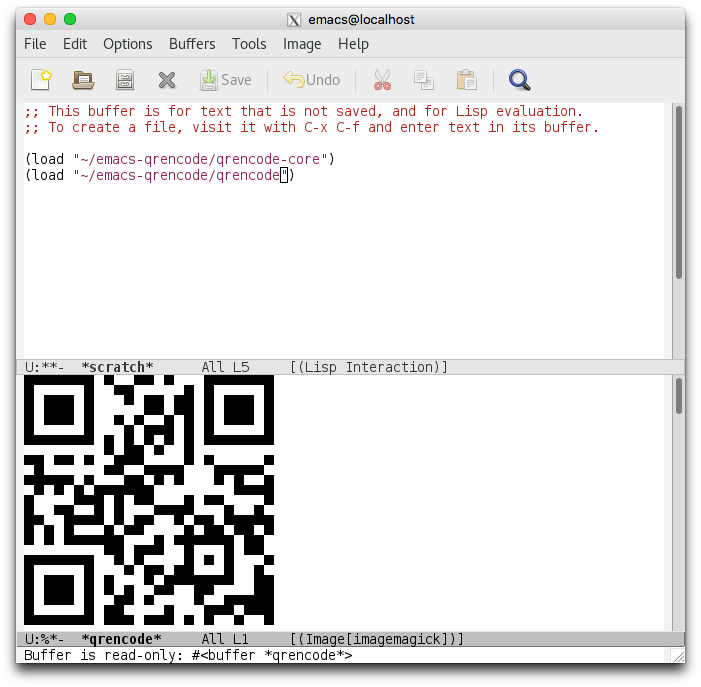 emacs@localhost
File Edit Options Buffers Tools Image Help
Save Undo
;; This buffer is for text that is not saved, and for Lisp evaluation.
;; To create a file, visit it with C-x C-f and enter text in its buffer.
(load "~/emacs-qrencode/qrencode-core")
(load "~/emacs-qrencode/qrencode")
U:**-  *scratch*      All L5     [(Lisp Interaction)]
U:%*-  *qrencode*     All L1     [(Image[imagemagick])]
Buffer is read-only: #<buffer *qrencode*>